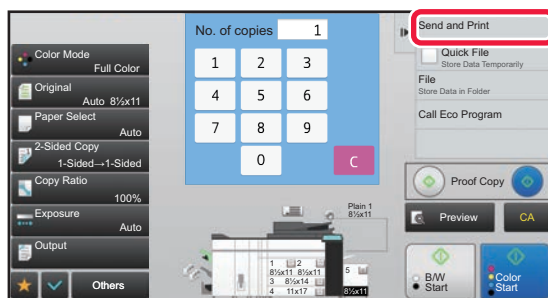 No. of copies 1
Send and Print
Color Mode
Full Color
1 2 3
Quick File
Store Data Temporarily
Original
Auto 8½x11
4 5 6
File
Store Data in Folder
Paper Select
Auto
7 8 9
Call Eco Program
2-Sided Copy
1-Sided→1-Sided
0 C
Copy Ratio
100%
Proof Copy
Exposure
Auto
Plain 1
8½x11
Preview CA
Output
1 2
8½x11 8½x11
3 8½x14
4 11x17
5
8½x11
Others
B/W
Start
Color
Start